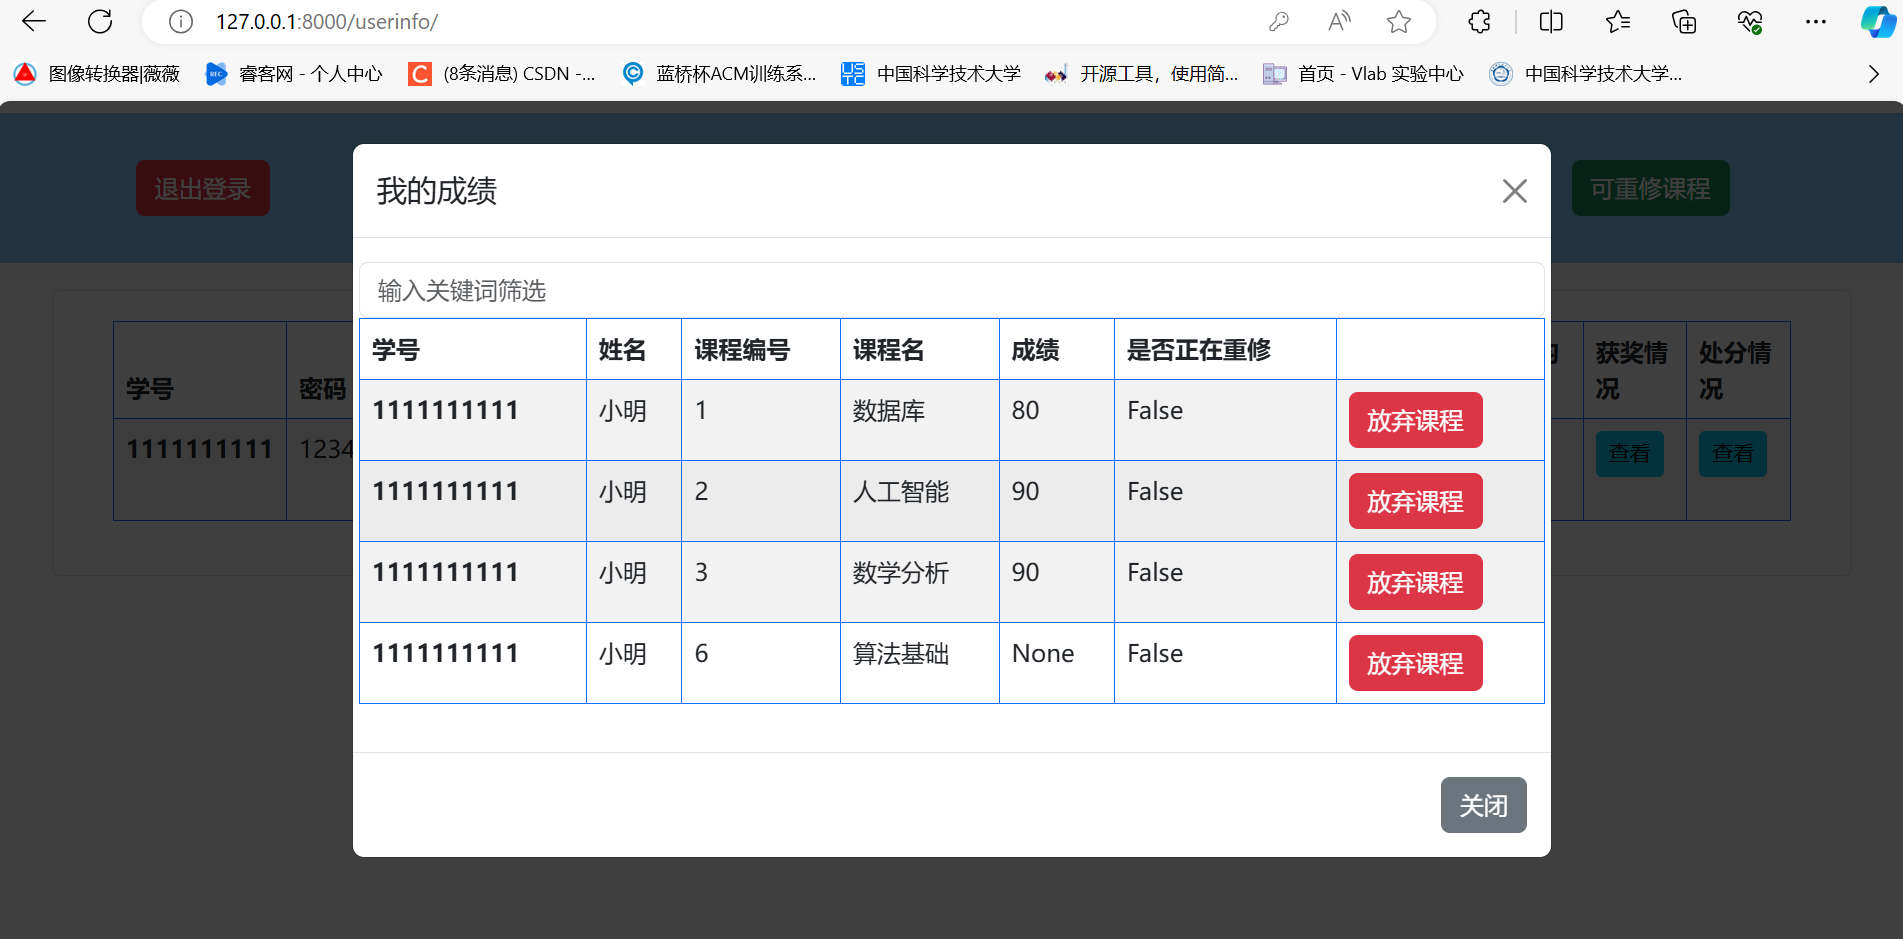 127.0.0.1:8000/userinfo/
图像转换器|薇薇 睿客网 - 个人中心 (8条消息) CSDN -... 蓝桥杯ACM训练系... 中国科学技术大学 开源工具，使用简... 首页 - Vlab 实验中心 中国科学技术大学...
退出登录 可重修课程
我的成绩
输入关键词筛选
学号 姓名 课程编号 课程名 成绩 是否正在重修
1111111111 小明 1 数据库 80 False 放弃课程
1111111111 小明 2 人工智能 90 False 放弃课程
1111111111 小明 3 数学分析 90 False 放弃课程
1111111111 小明 6 算法基础 None False 放弃课程
关闭
学号 密码 获奖情况 处分情况
1111111111 1234 查看 查看